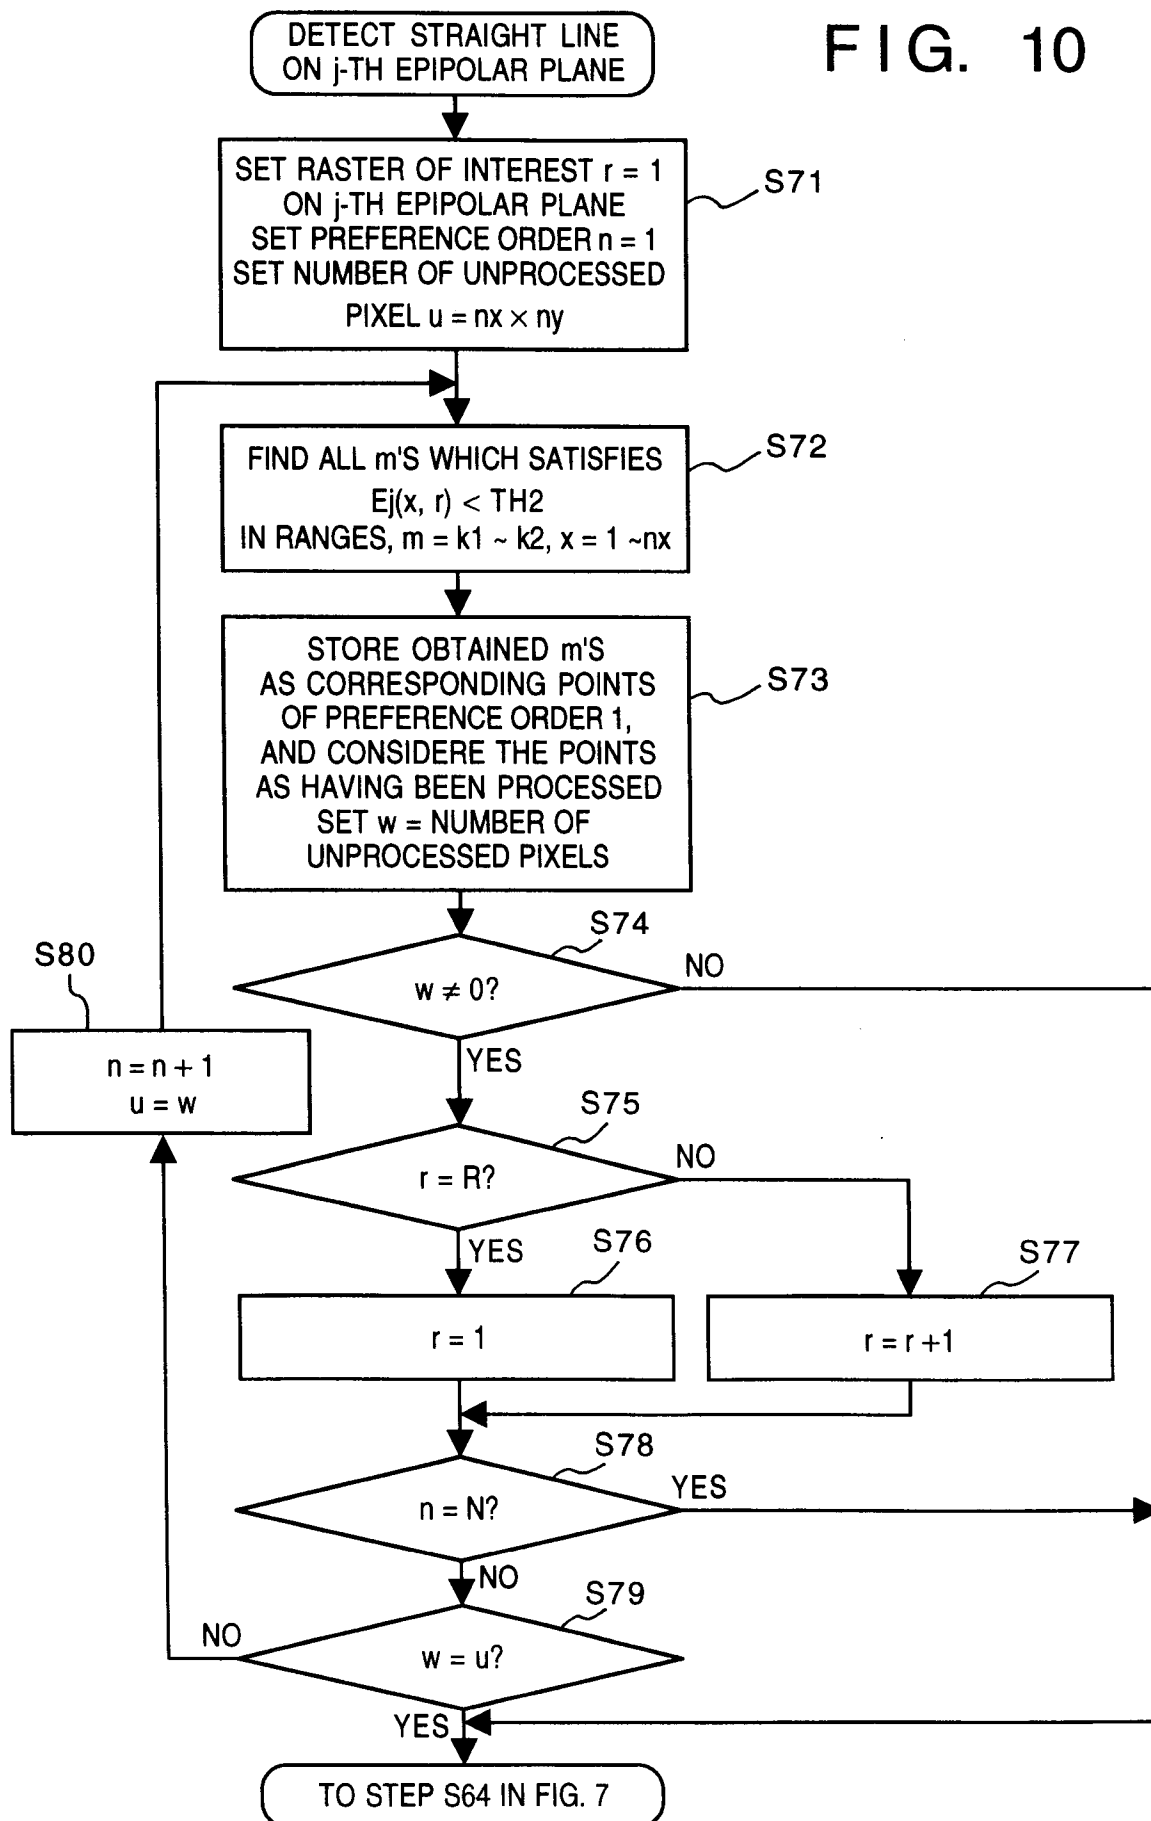 FIG. 10
DETECT STRAIGHT LINE
ON j-TH EPIPOLAR PLANE
SET RASTER OF INTEREST r = 1
ON j-TH EPIPOLAR PLANE
SET PREFERENCE ORDER n = 1
SET NUMBER OF UNPROCESSED
PIXEL u = nx × ny
S71
FIND ALL m'S WHICH SATISFIES
Ej(x, r) < TH2
IN RANGES, m = k1 ~ k2, x = 1 ~nx
S72
STORE OBTAINED m'S
AS CORRESPONDING POINTS
OF PREFERENCE ORDER 1,
AND CONSIDERE THE POINTS
AS HAVING BEEN PROCESSED
SET w = NUMBER OF
UNPROCESSED PIXELS
S73
S74
w ≠ 0?
NO
YES
S80
n = n + 1
u = w
S75
r = R?
NO
YES
S76
r = 1
S77
r = r +1
S78
n = N?
YES
NO
S79
w = u?
NO
YES
TO STEP S64 IN FIG. 7